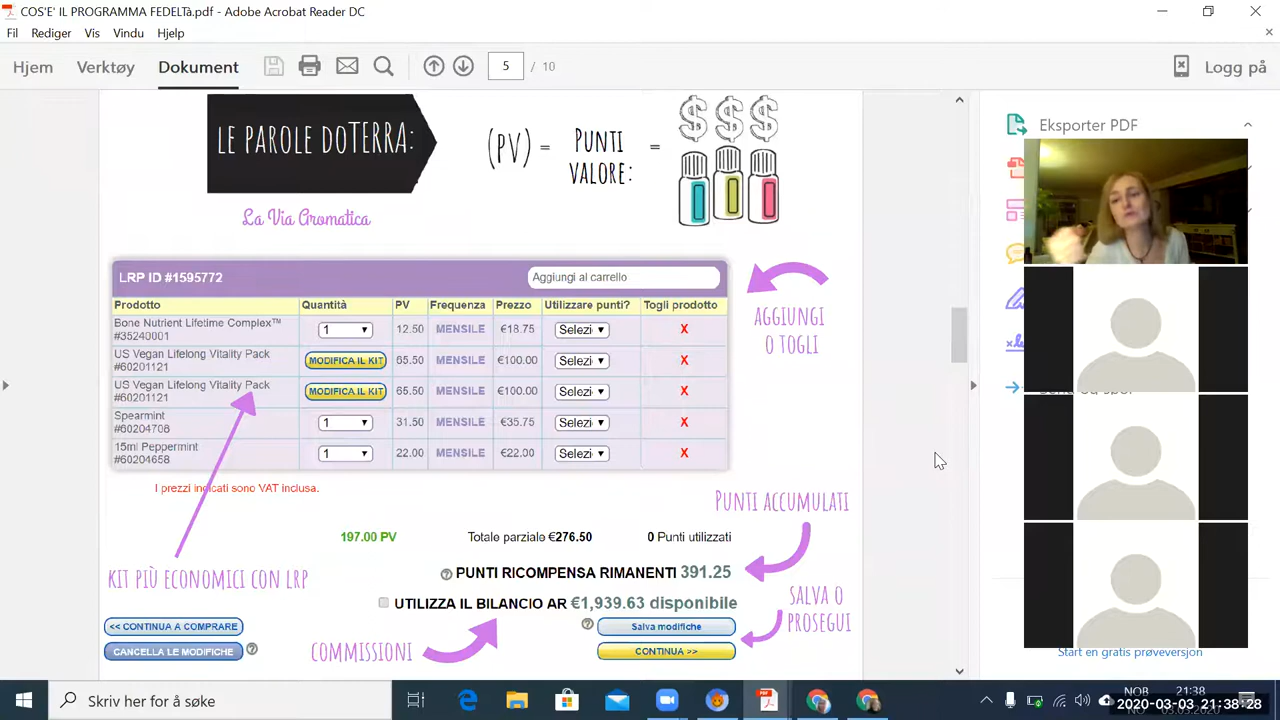 COS'E' IL PROGRAMMA FEDELTà.pdf - Adobe Acrobat Reader DC
Fil Rediger Vis Vindu Hjelp
Hjem Verktøy Dokument 5 / 10 Logg på
Eksporter PDF
LE PAROLE doTERRA:
(PV) = PUNTI VALORE: =
La Via Aromatica
LRP ID #1595772 Aggiungi al carrello
Prodotto Quantità PV Frequenza Prezzo Utilizzare punti? Togli prodotto
Bone Nutrient Lifetime Complex™ #35240001 1 12.50 MENSILE €18.75 Selezi X
US Vegan Lifelong Vitality Pack #60201121 MODIFICA IL KIT 65.50 MENSILE €100.00 Selezi X
US Vegan Lifelong Vitality Pack #60201121 MODIFICA IL KIT 65.50 MENSILE €100.00 Selezi X
Spearmint #60204708 1 31.50 MENSILE €35.75 Selezi X
15ml Peppermint #60204658 1 22.00 MENSILE €22.00 Selezi X
AGGIUNGI
O TOGLI
I prezzi indicati sono VAT inclusa.
PUNTI ACCUMULATI
197.00 PV Totale parziale €276.50 0 Punti utilizzati
KIT PIÙ ECONOMICI CON LRP
PUNTI RICOMPENSA RIMANENTI 391.25
UTILIZZA IL BILANCIO AR €1,939.63 disponibile
SALVA O
PROSEGUI
<< CONTINUA A COMPRARE Salva modifiche
CANCELLA LE MODIFICHE CONTINUA >>
COMMISSIONI
Start en gratis prøveversjon
Skriv her for å søke
NOB 21:38
2020-03-03 21:38:28